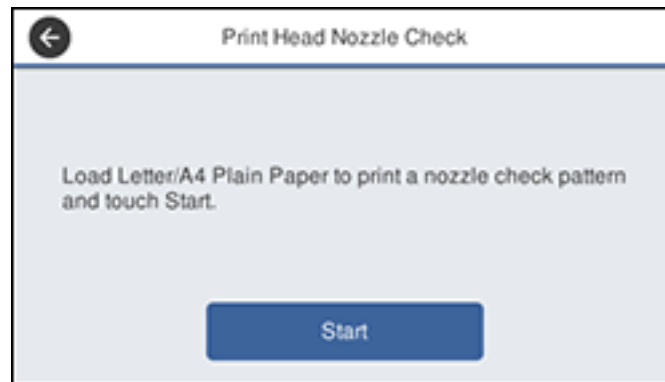 Print Head Nozzle Check
Load Letter/A4 Plain Paper to print a nozzle check pattern
and touch Start.
Start